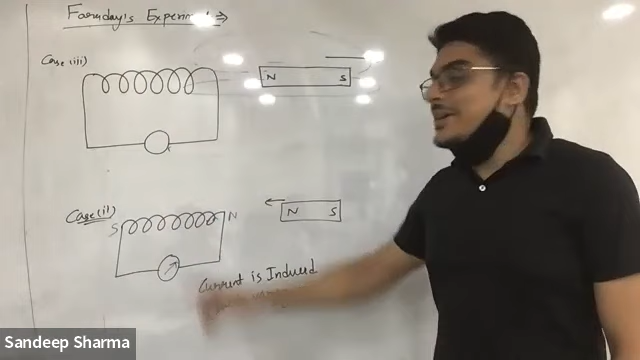 Faraday's Experiment ⇒
Case (iii)
N S
Case (ii)
S N
N S
Current is Induced
Sandeep Sharma